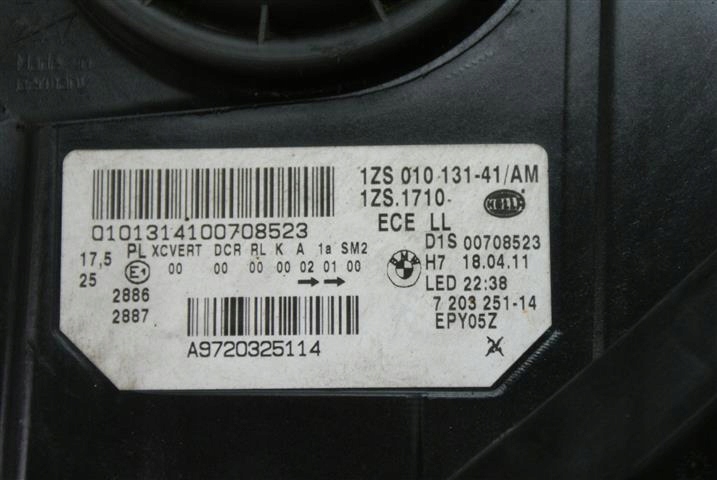 1ZS 010 131-41/AM
1ZS.1710-
HELLA
ECE LL
0101314100708523
17,5 PL XCVERT DCR RL K A 1a SM2
25 E1 00 00 00 00 02 01 00
2886
2887
A9720325114
D1S 00708523
BMW
H7 18.04.11
LED 22:38
7 203 251-14
EPY05Z